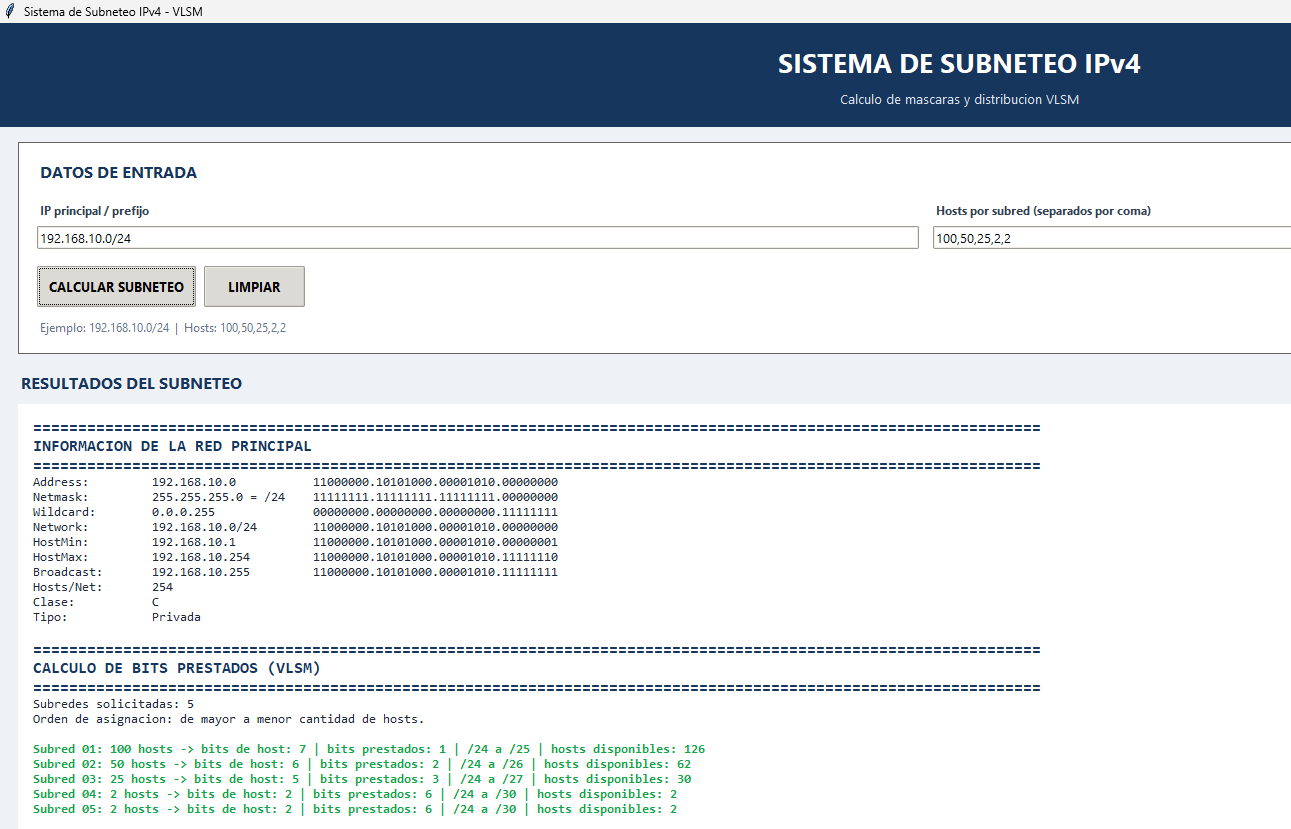 Sistema de Subneteo IPv4 - VLSM
SISTEMA DE SUBNETEO IPv4
Calculo de mascaras y distribucion VLSM
DATOS DE ENTRADA
IP principal / prefijo
Hosts por subred (separados por coma)
192.168.10.0/24
100,50,25,2,2
CALCULAR SUBNETEO
LIMPIAR
Ejemplo: 192.168.10.0/24 | Hosts: 100,50,25,2,2
RESULTADOS DEL SUBNETEO
================================================================================================================
INFORMACION DE LA RED PRINCIPAL
================================================================================================================
Address: 192.168.10.0 11000000.10101000.00001010.00000000
Netmask: 255.255.255.0 = /24 11111111.11111111.11111111.00000000
Wildcard: 0.0.0.255 00000000.00000000.00000000.11111111
Network: 192.168.10.0/24 11000000.10101000.00001010.00000000
HostMin: 192.168.10.1 11000000.10101000.00001010.00000001
HostMax: 192.168.10.254 11000000.10101000.00001010.11111110
Broadcast: 192.168.10.255 11000000.10101000.00001010.11111111
Hosts/Net: 254
Clase: C
Tipo: Privada
================================================================================================================
CALCULO DE BITS PRESTADOS (VLSM)
================================================================================================================
Subredes solicitadas: 5
Orden de asignacion: de mayor a menor cantidad de hosts.
Subred 01: 100 hosts -> bits de host: 7 | bits prestados: 1 | /24 a /25 | hosts disponibles: 126
Subred 02: 50 hosts -> bits de host: 6 | bits prestados: 2 | /24 a /26 | hosts disponibles: 62
Subred 03: 25 hosts -> bits de host: 5 | bits prestados: 3 | /24 a /27 | hosts disponibles: 30
Subred 04: 2 hosts -> bits de host: 2 | bits prestados: 6 | /24 a /30 | hosts disponibles: 2
Subred 05: 2 hosts -> bits de host: 2 | bits prestados: 6 | /24 a /30 | hosts disponibles: 2